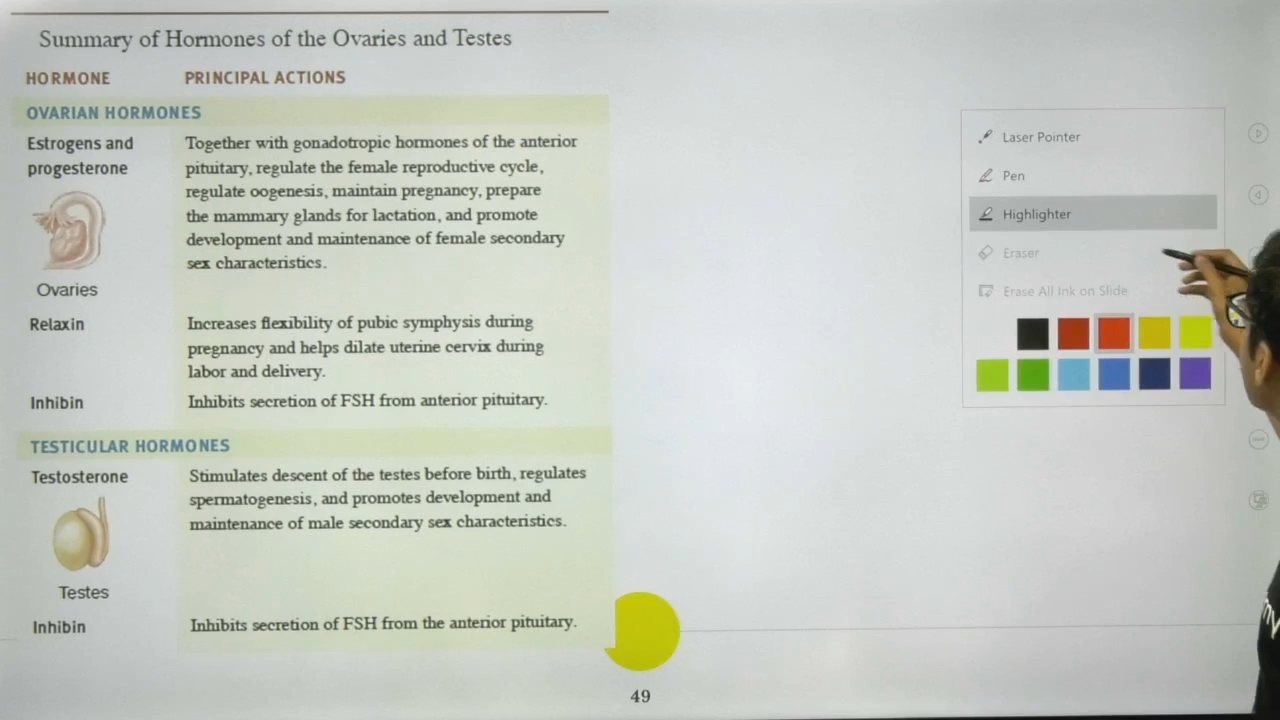 Summary of Hormones of the Ovaries and Testes
HORMONE PRINCIPAL ACTIONS
OVARIAN HORMONES
Estrogens and progesterone
Together with gonadotropic hormones of the anterior
pituitary, regulate the female reproductive cycle,
regulate oogenesis, maintain pregnancy, prepare
the mammary glands for lactation, and promote
development and maintenance of female secondary
sex characteristics.
Ovaries
Relaxin
Increases flexibility of pubic symphysis during
pregnancy and helps dilate uterine cervix during
labor and delivery.
Inhibin
Inhibits secretion of FSH from anterior pituitary.
TESTICULAR HORMONES
Testosterone
Stimulates descent of the testes before birth, regulates
spermatogenesis, and promotes development and
maintenance of male secondary sex characteristics.
Testes
Inhibin
Inhibits secretion of FSH from the anterior pituitary.
49
Laser Pointer
Pen
Highlighter
Eraser
Erase All Ink on Slide